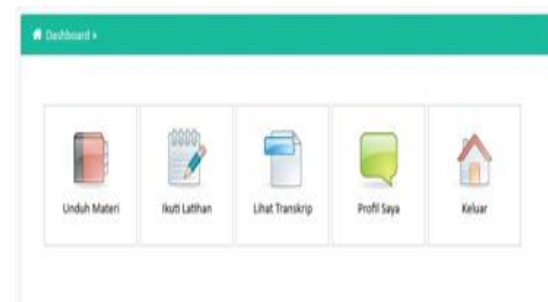 Dashboard »
Unduh Materi
Ikuti Latihan
Lihat Transkrip
Profil Saya
Keluar